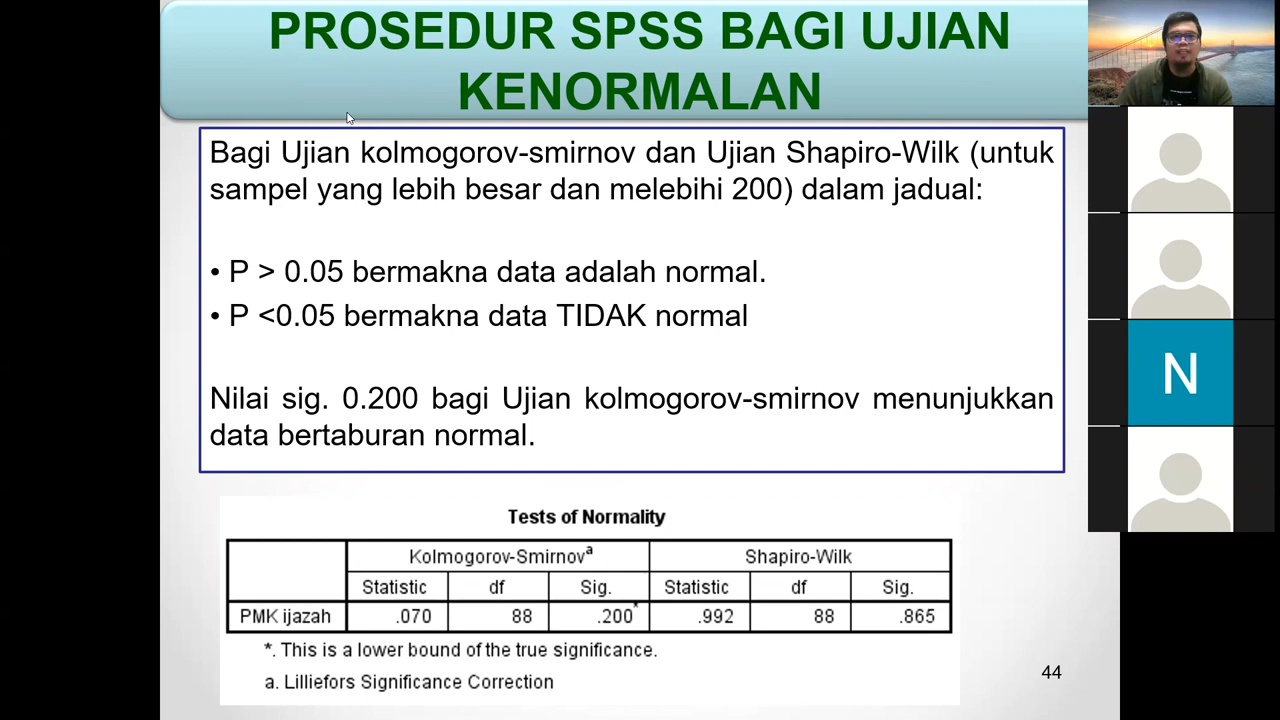 PROSEDUR SPSS BAGI UJIAN
KENORMALAN
Bagi Ujian kolmogorov-smirnov dan Ujian Shapiro-Wilk (untuk
sampel yang lebih besar dan melebihi 200) dalam jadual:
• P > 0.05 bermakna data adalah normal.
• P <0.05 bermakna data TIDAK normal
Nilai sig. 0.200 bagi Ujian kolmogorov-smirnov menunjukkan
data bertaburan normal.
Tests of Normality
Kolmogorov-Smirnovᵃ Shapiro-Wilk
Statistic df Sig. Statistic df Sig.
PMK ijazah .070 88 .200* .992 88 .865
*. This is a lower bound of the true significance.
a. Lilliefors Significance Correction
44
N